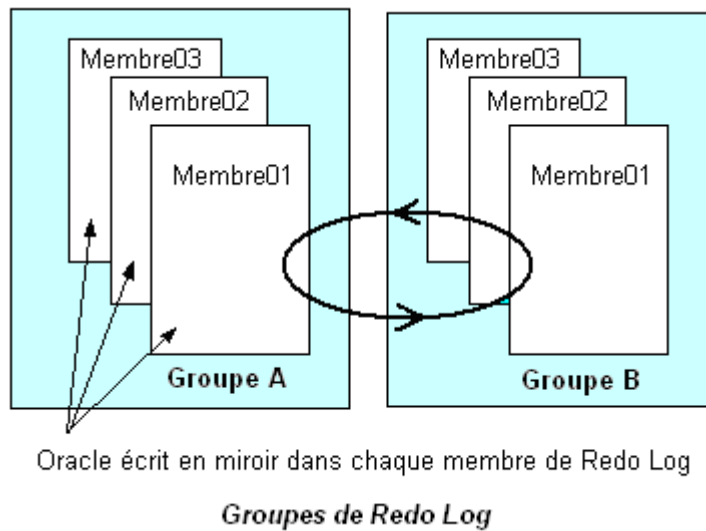 Membre03
Membre02
Membre01
Groupe A
Membre03
Membre02
Membre01
Groupe B
Oracle écrit en miroir dans chaque membre de Redo Log
Groupes de Redo Log